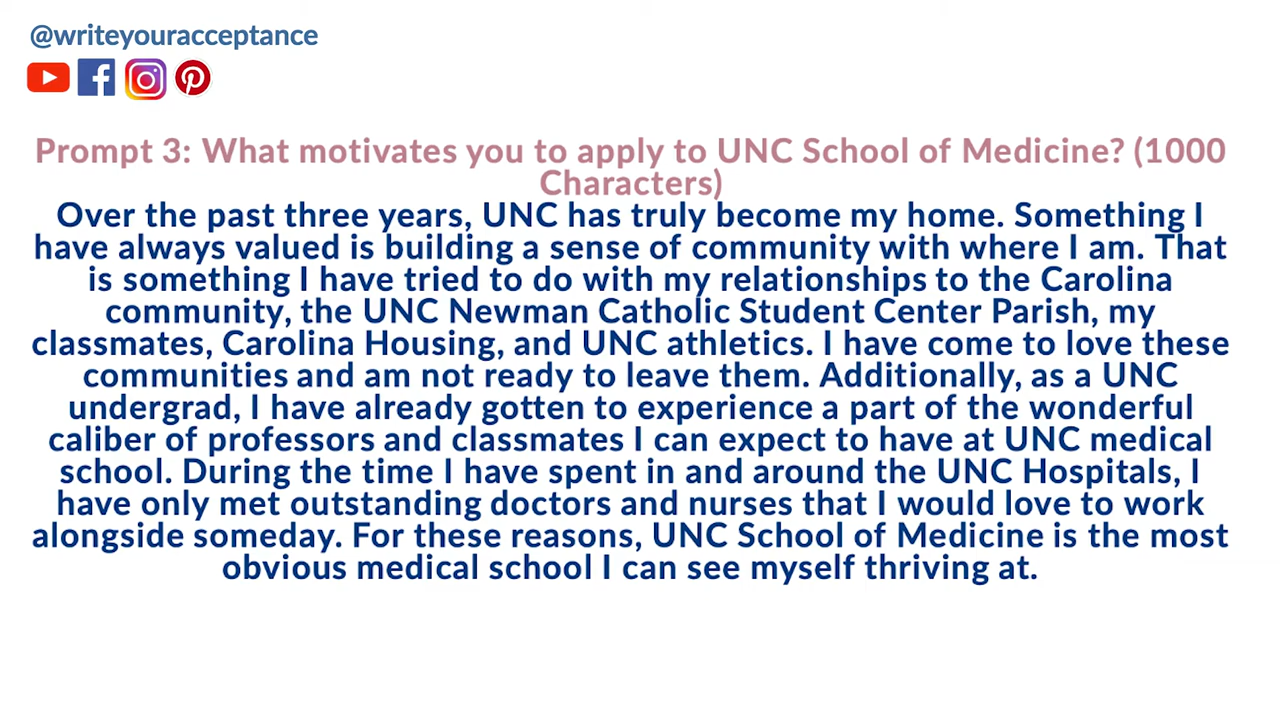 @writeyouracceptance
Prompt 3: What motivates you to apply to UNC School of Medicine? (1000
Characters)
Over the past three years, UNC has truly become my home. Something I
have always valued is building a sense of community with where I am. That
is something I have tried to do with my relationships to the Carolina
community, the UNC Newman Catholic Student Center Parish, my
classmates, Carolina Housing, and UNC athletics. I have come to love these
communities and am not ready to leave them. Additionally, as a UNC
undergrad, I have already gotten to experience a part of the wonderful
caliber of professors and classmates I can expect to have at UNC medical
school. During the time I have spent in and around the UNC Hospitals, I
have only met outstanding doctors and nurses that I would love to work
alongside someday. For these reasons, UNC School of Medicine is the most
obvious medical school I can see myself thriving at.